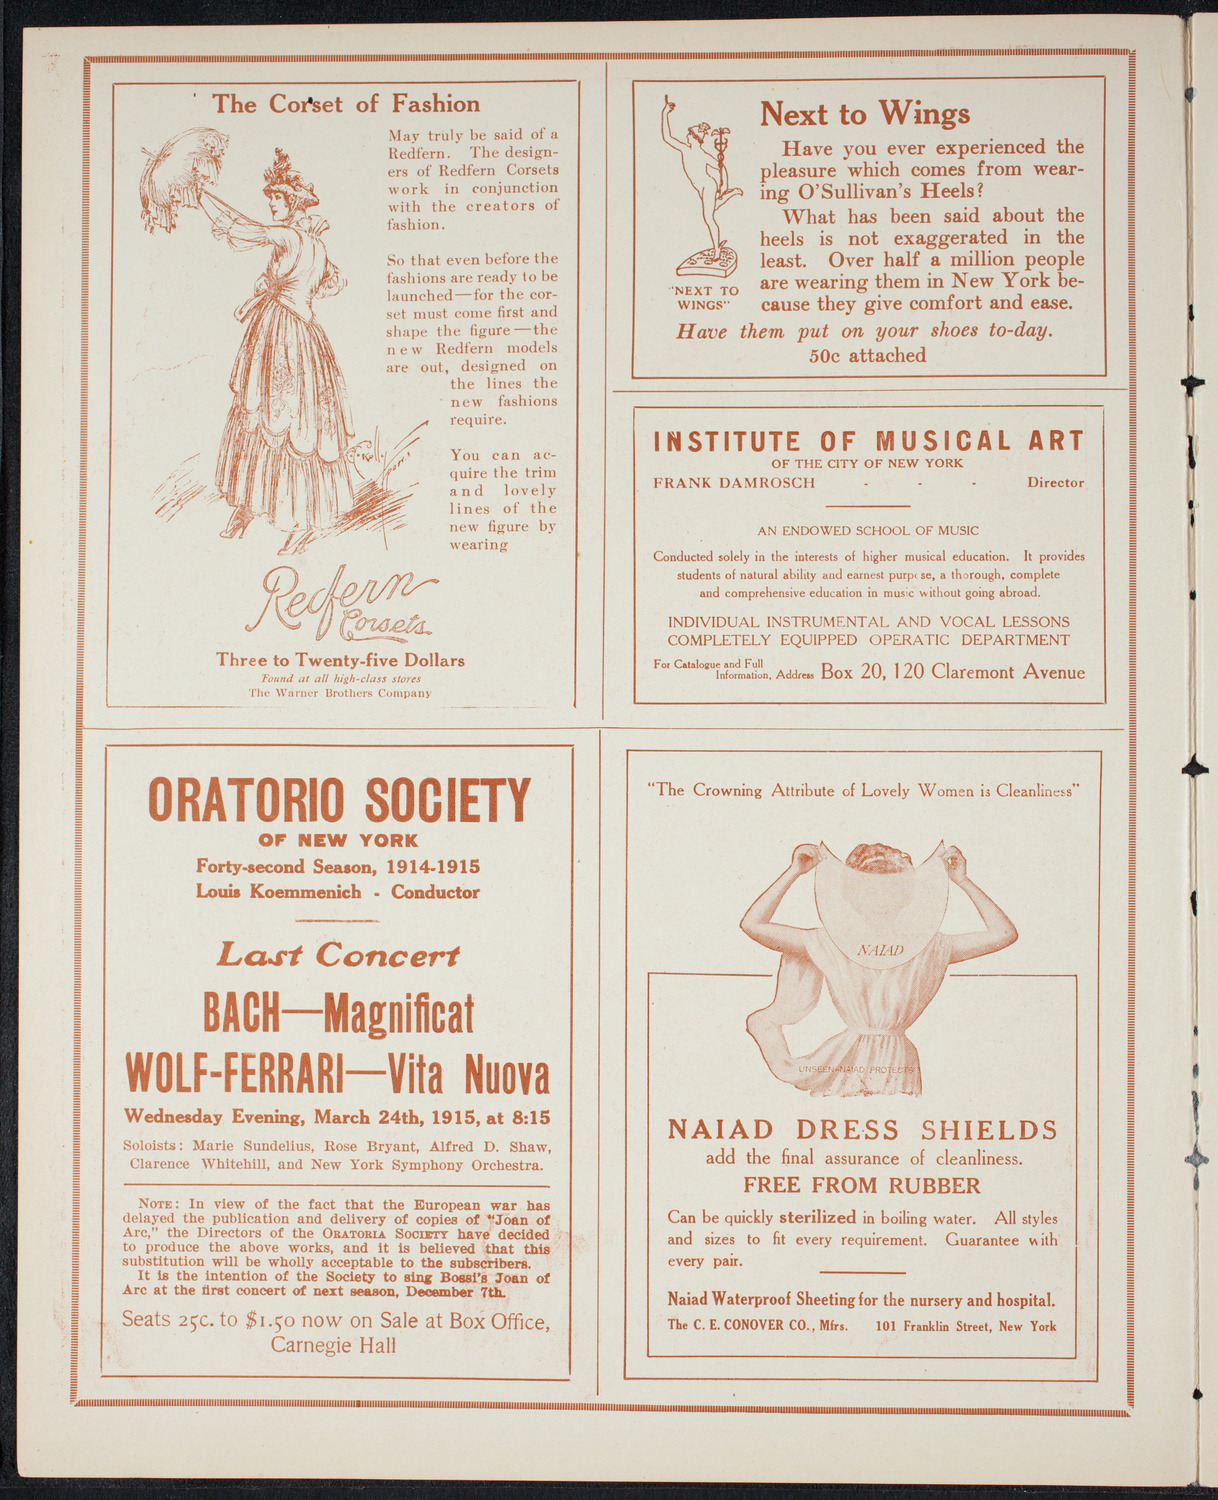 The Corset of Fashion
May truly be said of a
Redfern. The design-
ers of Redfern Corsets
work in conjunction
with the creators of
fashion.
So that even before the
fashions are ready to be
launched—for the cor-
set must come first and
shape the figure—the
new Redfern models
are out, designed on
the lines the
new fashions
require.
You can ac-
quire the trim
and lovely
lines of the
new figure by
wearing
Redfern
Corsets
Three to Twenty-five Dollars
Found at all high-class stores
The Warner Brothers Company
Next to Wings
Have you ever experienced the
pleasure which comes from wear-
ing O'Sullivan's Heels?
What has been said about the
heels is not exaggerated in the
least. Over half a million people
are wearing them in New York be-
cause they give comfort and ease.
"NEXT TO
WINGS"
Have them put on your shoes to-day.
50c attached
INSTITUTE OF MUSICAL ART
OF THE CITY OF NEW YORK
FRANK DAMROSCH - - - Director
AN ENDOWED SCHOOL OF MUSIC
Conducted solely in the interests of higher musical education. It provides
students of natural ability and earnest purpose, a thorough, complete
and comprehensive education in music without going abroad.
INDIVIDUAL INSTRUMENTAL AND VOCAL LESSONS
COMPLETELY EQUIPPED OPERATIC DEPARTMENT
For Catalogue and Full
Information, Address Box 20, 120 Claremont Avenue
ORATORIO SOCIETY
OF NEW YORK
Forty-second Season, 1914-1915
Louis Koemmenich - Conductor
Last Concert
BACH—Magnificat
WOLF-FERRARI—Vita Nuova
Wednesday Evening, March 24th, 1915, at 8:15
Soloists: Marie Sundelius, Rose Bryant, Alfred D. Shaw,
Clarence Whitehill, and New York Symphony Orchestra.
NOTE: In view of the fact that the European war has
delayed the publication and delivery of copies of "Joan of
Arc," the Directors of the ORATORIA SOCIETY have decided
to produce the above works, and it is believed that this
substitution will be wholly acceptable to the subscribers.
It is the intention of the Society to sing Bossi's Joan of
Arc at the first concert of next season, December 7th.
Seats 25c. to $1.50 now on Sale at Box Office,
Carnegie Hall
"The Crowning Attribute of Lovely Women is Cleanliness"
NAIAD
UNSEEN-NAIAD PROTECTS
NAIAD DRESS SHIELDS
add the final assurance of cleanliness.
FREE FROM RUBBER
Can be quickly sterilized in boiling water. All styles
and sizes to fit every requirement. Guarantee with
every pair.
Naiad Waterproof Sheeting for the nursery and hospital.
The C. E. CONOVER CO., Mfrs. 101 Franklin Street, New York